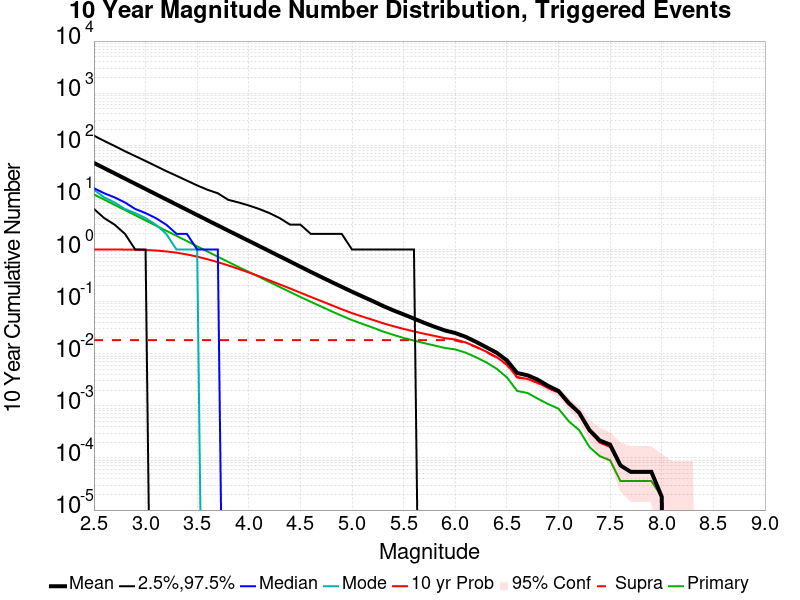 10 Year Magnitude Number Distribution, Triggered Events
10 Year Cumulative Number
10^4
10^3
10^2
10^1
10^0
10^-1
10^-2
10^-3
10^-4
10^-5
2.5 3.0 3.5 4.0 4.5 5.0 5.5 6.0 6.5 7.0 7.5 8.0 8.5 9.0
Magnitude
Mean 2.5%,97.5% Median Mode 10 yr Prob 95% Conf Supra Primary